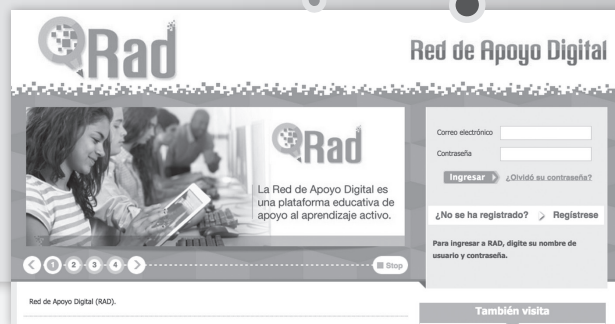 Rad
Red de Apoyo Digital
Rad
La Red de Apoyo Digital es
una plataforma educativa de
apoyo al aprendizaje activo.
1 2 3 4
Stop
Correo electrónico
Contraseña
Ingresar ¿Olvidó su contraseña?
¿No se ha registrado? Regístrese
Para ingresar a RAD, digite su nombre de
usuario y contraseña.
Red de Apoyo Digital (RAD).
También visita